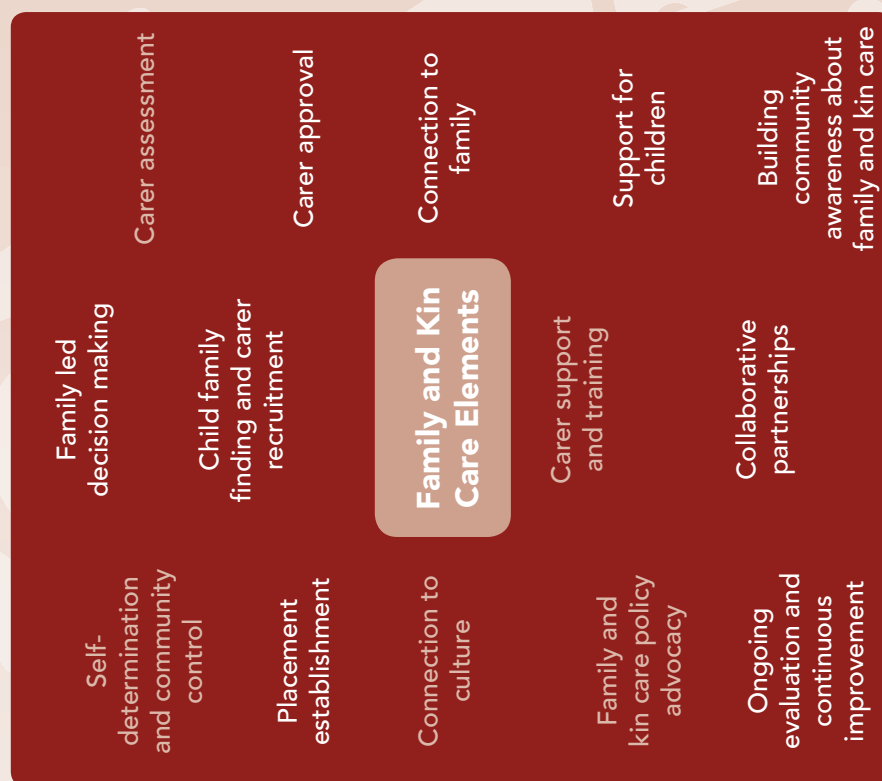 Self-
determination
and community
control
Family led
decision making
Carer assessment
Placement
establishment
Child family
finding and carer
recruitment
Carer approval
Connection to
culture
Family and Kin
Care Elements
Connection to
family
Family and
kin care policy
advocacy
Carer support
and training
Support for
children
Ongoing
evaluation and
continuous
improvement
Collaborative
partnerships
Building
community
awareness about
family and kin care